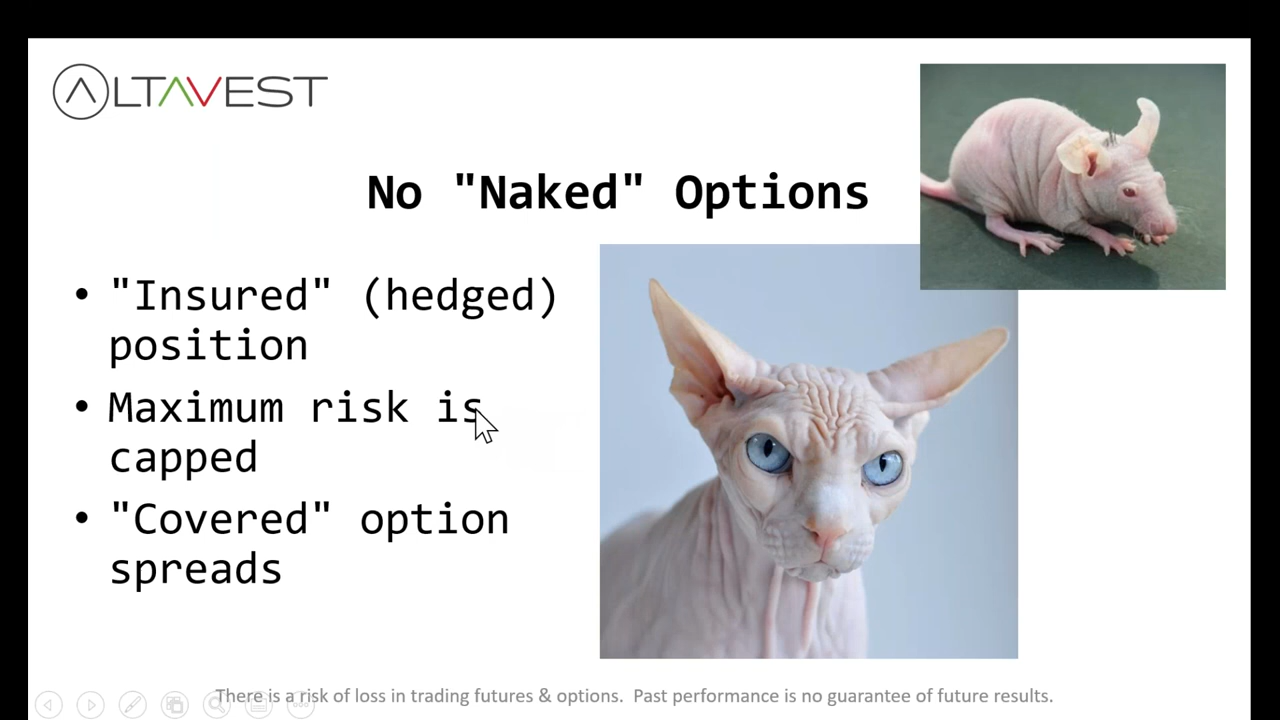 ALTAVEST
No "Naked" Options
• "Insured" (hedged)
position
• Maximum risk is
capped
• "Covered" option
spreads
There is a risk of loss in trading futures & options. Past performance is no guarantee of future results.